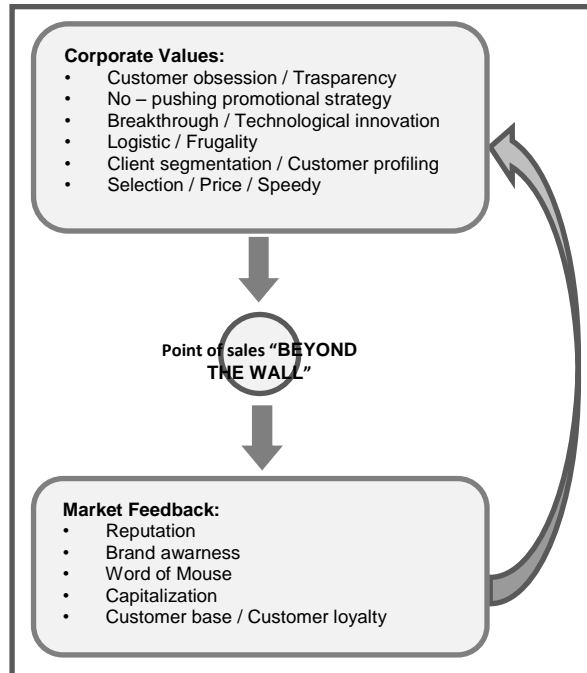 Corporate Values:
• Customer obsession / Trasparency
• No – pushing promotional strategy
• Breakthrough / Technological innovation
• Logistic / Frugality
• Client segmentation / Customer profiling
• Selection / Price / Speedy
Point of sales “BEYOND
THE WALL”
Market Feedback:
• Reputation
• Brand awarness
• Word of Mouse
• Capitalization
• Customer base / Customer loyalty